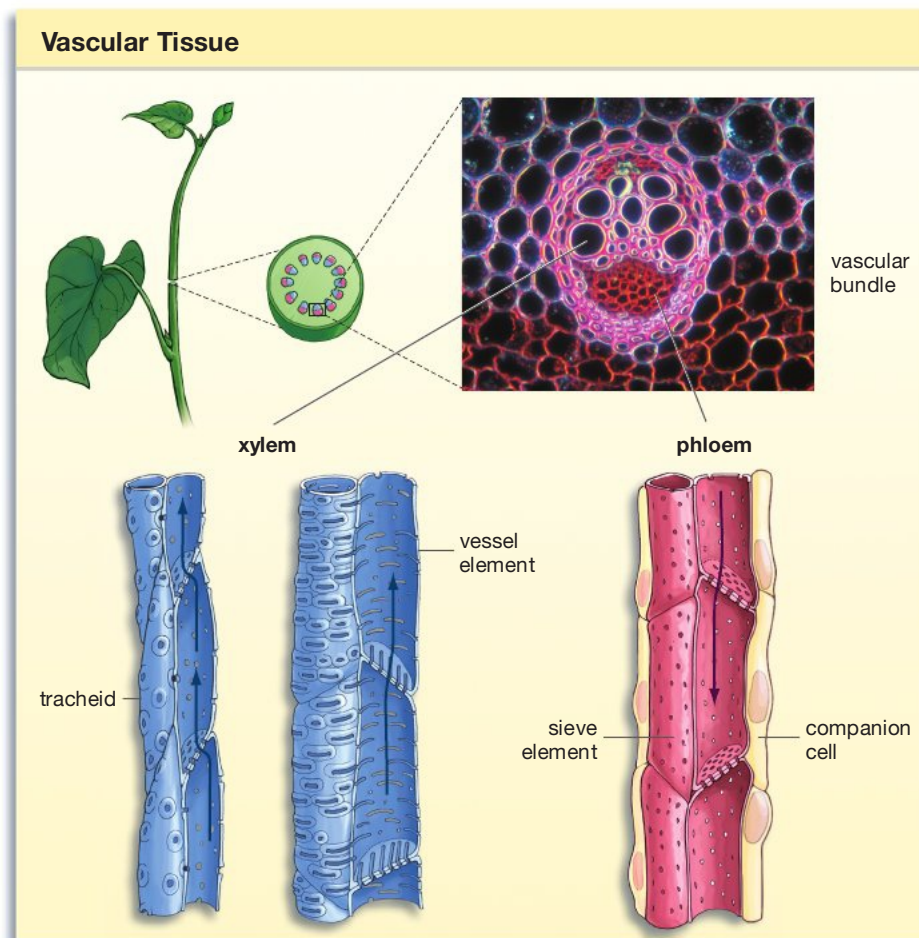 Vascular Tissue
vascular
bundle
xylem
phloem
vessel
element
tracheid
sieve
element
companion
cell